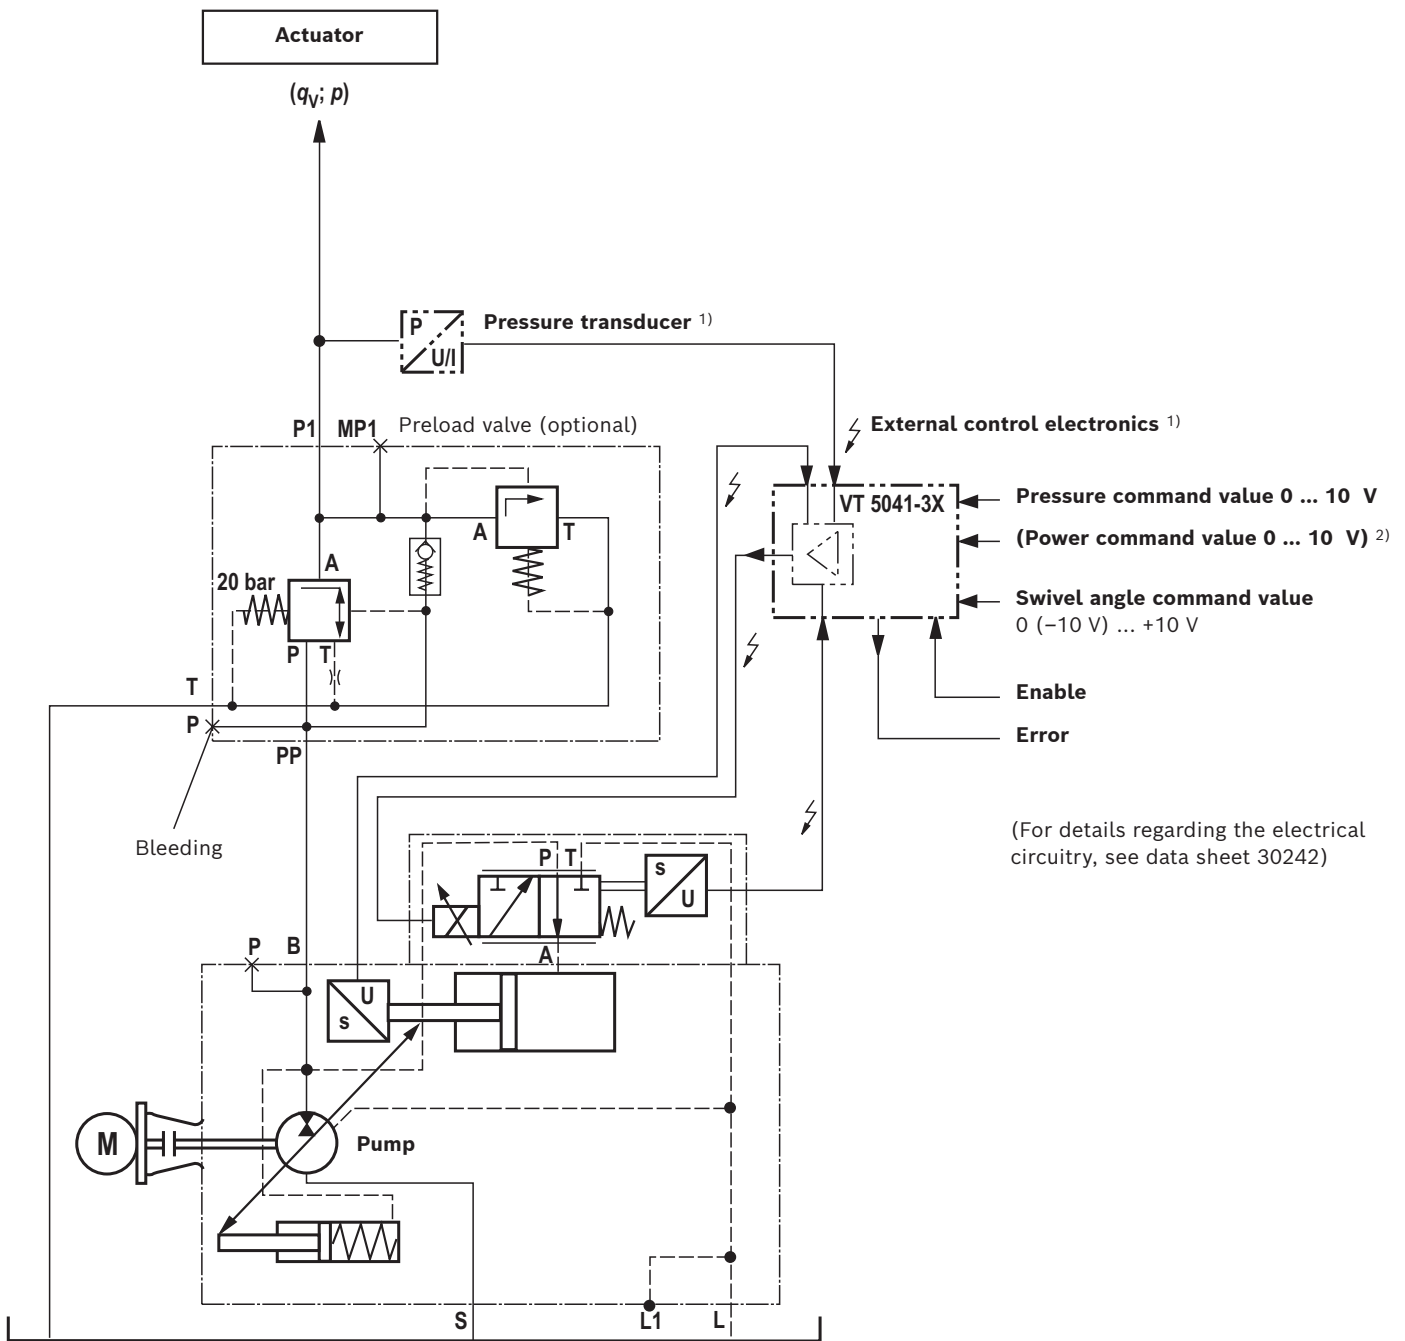 Actuator
(qV; p)
P
U/I
Pressure transducer 1)
P1
MP1
Preload valve (optional)
External control electronics 1)
VT 5041-3X
Pressure command value 0 ... 10 V
(Power command value 0 ... 10 V) 2)
Swivel angle command value
0 (–10 V) ... +10 V
Enable
Error
A
T
A
20 bar
P
T
T
P
PP
Bleeding
(For details regarding the electrical
circuitry, see data sheet 30242)
P
T
s
U
A
P
B
U
s
M
Pump
S
L1
L